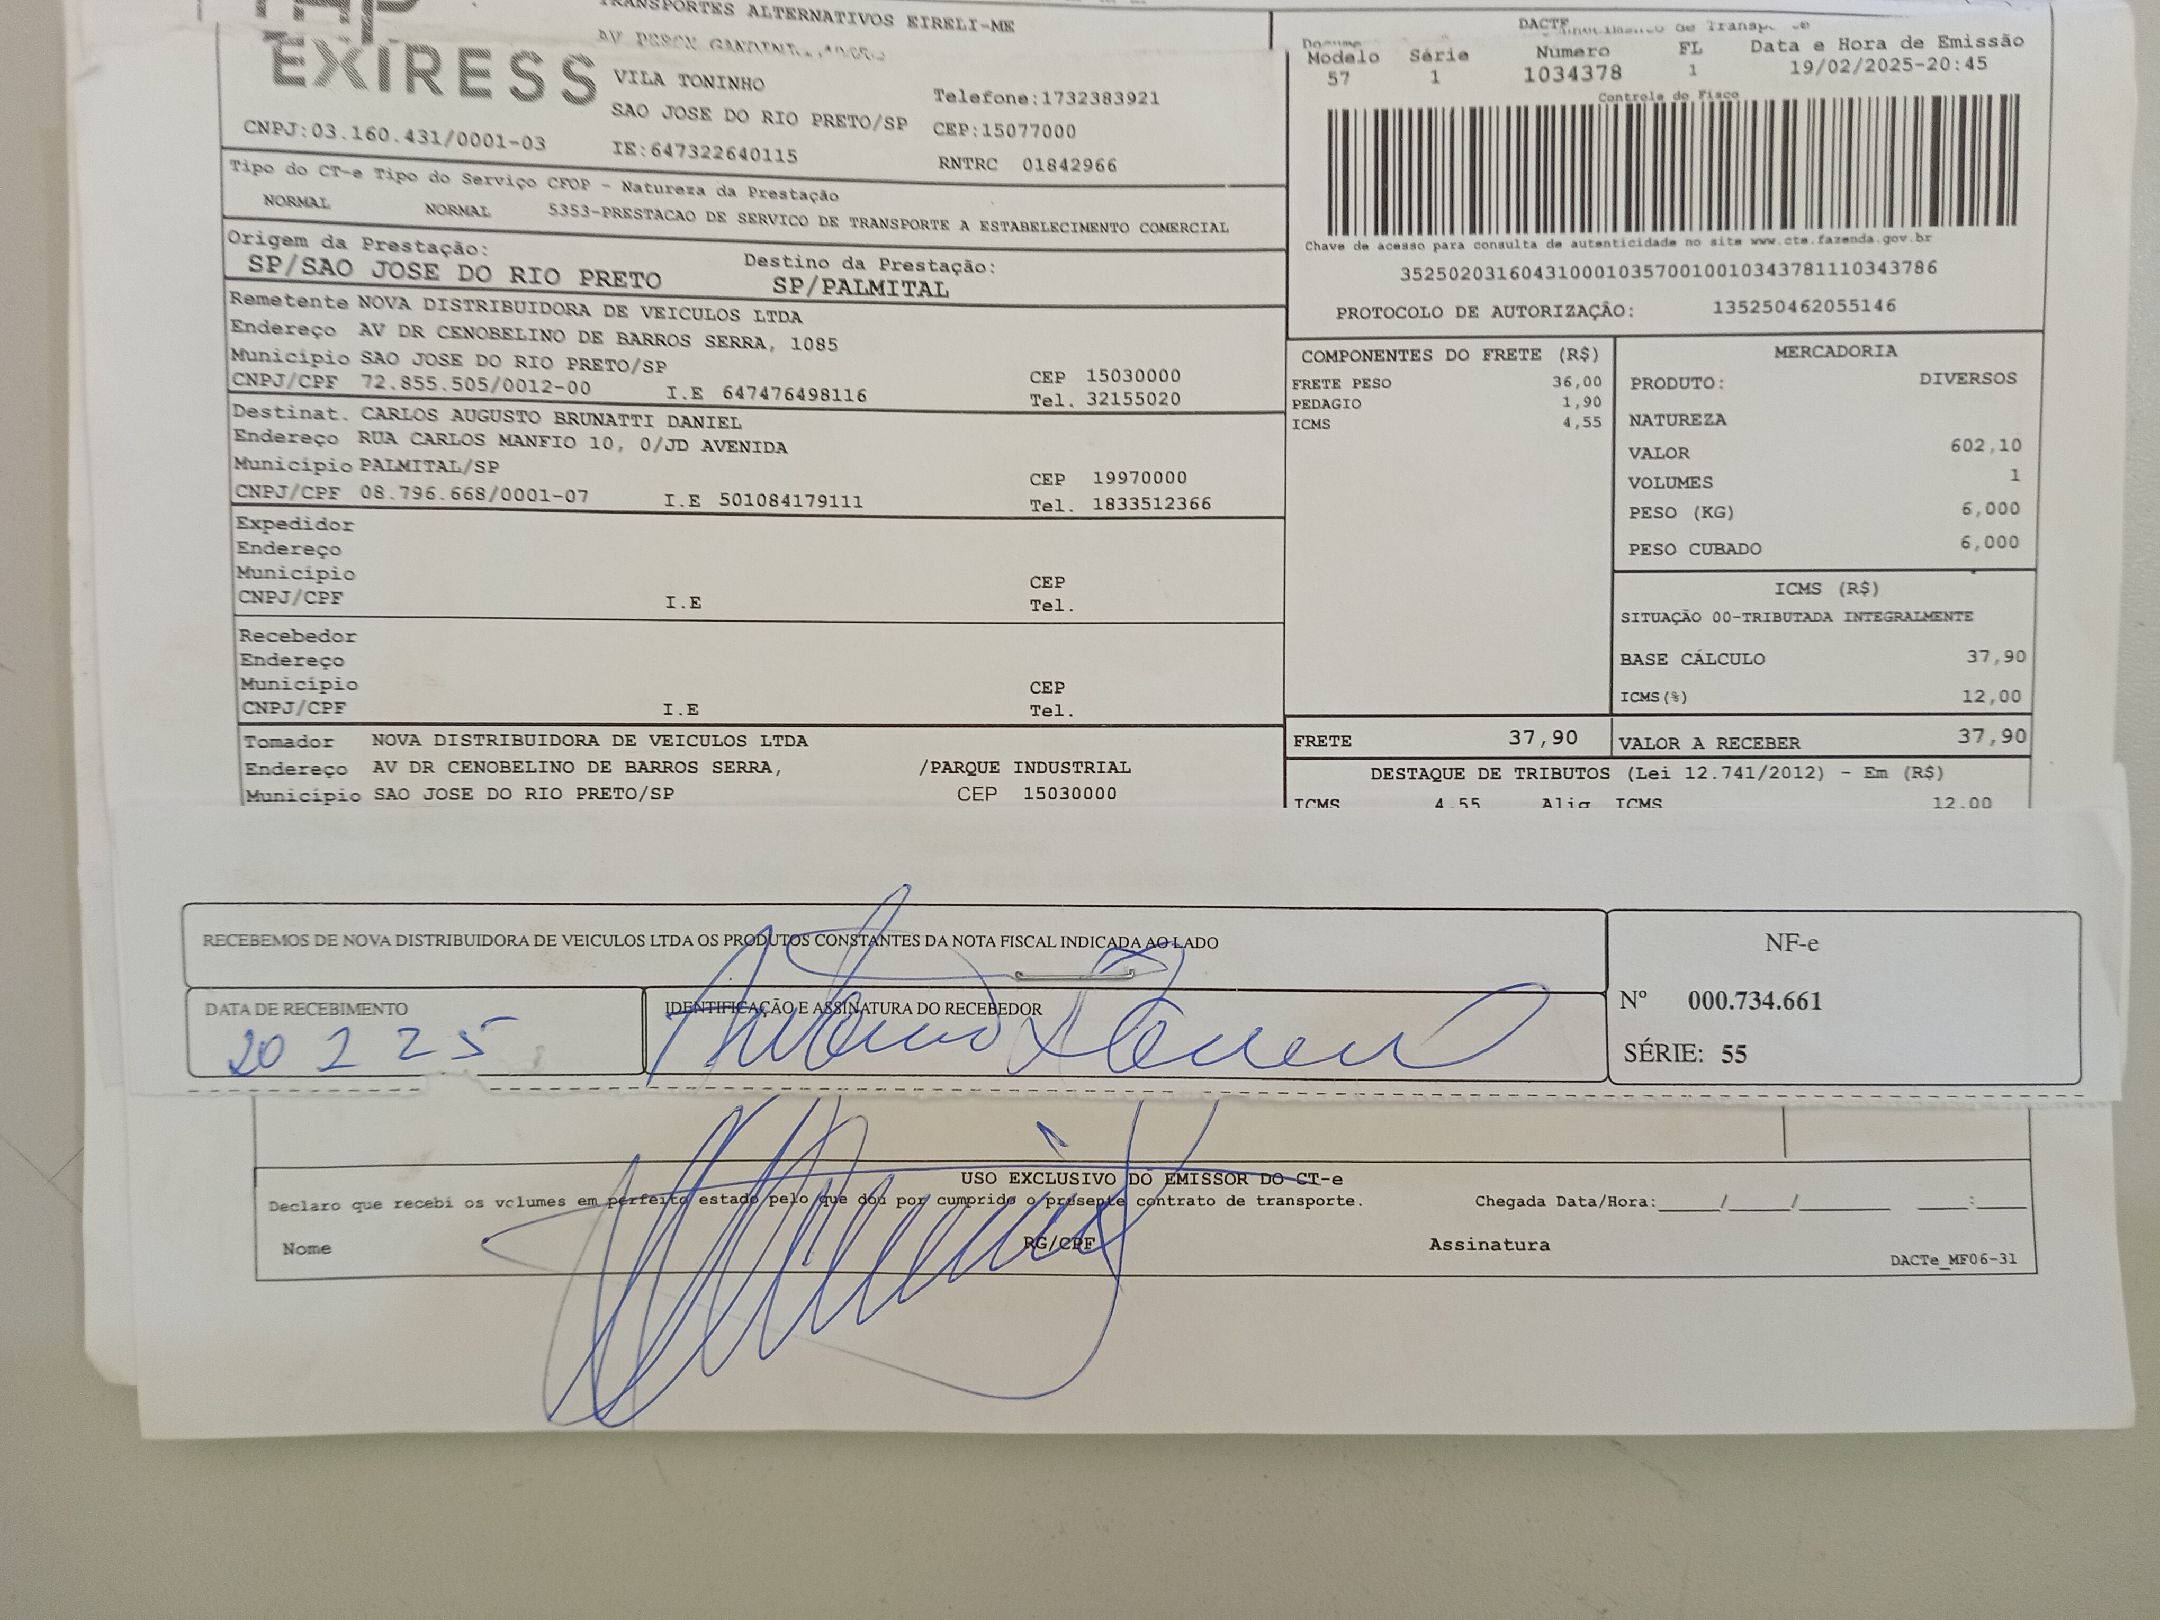 EXPRESS
TRANSPORTES ALTERNATIVOS EIRELI-ME
VILA TONINHO
Telefone:1732383921
SAO JOSE DO RIO PRETO/SP CEP:15077000
CNPJ:03.160.431/0001-03 IE:647322640115 RNTRC 01842966
DACTE
Modelo Série Número FL Data e Hora de Emissão
57 1 1034378 1 19/02/2025-20:45
Controle do Fisco
Chave de acesso para consulta de autenticidade no site www.cte.fazenda.gov.br
35250203160431000103570010010343781110343786
PROTOCOLO DE AUTORIZAÇÃO: 135250462055146
Tipo do CT-e Tipo do Serviço CFOP - Natureza da Prestação
NORMAL NORMAL 5353-PRESTACAO DE SERVICO DE TRANSPORTE A ESTABELECIMENTO COMERCIAL
Origem da Prestação: Destino da Prestação:
SP/SAO JOSE DO RIO PRETO SP/PALMITAL
Remetente NOVA DISTRIBUIDORA DE VEICULOS LTDA
Endereço AV DR CENOBELINO DE BARROS SERRA, 1085
Município SAO JOSE DO RIO PRETO/SP CEP 15030000
CNPJ/CPF 72.855.505/0012-00 I.E 647476498116 Tel. 32155020
Destinat. CARLOS AUGUSTO BRUNATTI DANIEL
Endereço RUA CARLOS MANFIO 10, 0/JD AVENIDA
Município PALMITAL/SP CEP 19970000
CNPJ/CPF 08.796.668/0001-07 I.E 501084179111 Tel. 1833512366
Expedidor
Endereço
Município CEP
CNPJ/CPF I.E Tel.
Recebedor
Endereço
Município CEP
CNPJ/CPF I.E Tel.
Tomador NOVA DISTRIBUIDORA DE VEICULOS LTDA
Endereço AV DR CENOBELINO DE BARROS SERRA, /PARQUE INDUSTRIAL
Município SAO JOSE DO RIO PRETO/SP CEP 15030000
COMPONENTES DO FRETE (R$)
FRETE PESO 36,00
PEDAGIO 1,90
ICMS 4,55
MERCADORIA
PRODUTO: DIVERSOS
NATUREZA
VALOR 602,10
VOLUMES 1
PESO (KG) 6,000
PESO CUBADO 6,000
ICMS (R$)
SITUAÇÃO 00-TRIBUTADA INTEGRALMENTE
BASE CÁLCULO 37,90
ICMS(%) 12,00
FRETE 37,90 VALOR A RECEBER 37,90
DESTAQUE DE TRIBUTOS (Lei 12.741/2012) - Em (R$)
ICMS 4,55 Aliq ICMS 12.00
RECEBEMOS DE NOVA DISTRIBUIDORA DE VEICULOS LTDA OS PRODUTOS CONSTANTES DA NOTA FISCAL INDICADA AO LADO
DATA DE RECEBIMENTO IDENTIFICAÇÃO E ASSINATURA DO RECEBEDOR
20 2 25
NF-e
Nº 000.734.661
SÉRIE: 55
USO EXCLUSIVO DO EMISSOR DO CT-e
Declaro que recebi os volumes em perfeito estado pelo que dou por cumprido o presente contrato de transporte. Chegada Data/Hora:____/____/____ ___:___
Nome RG/CPF Assinatura
DACTe_MF06-31